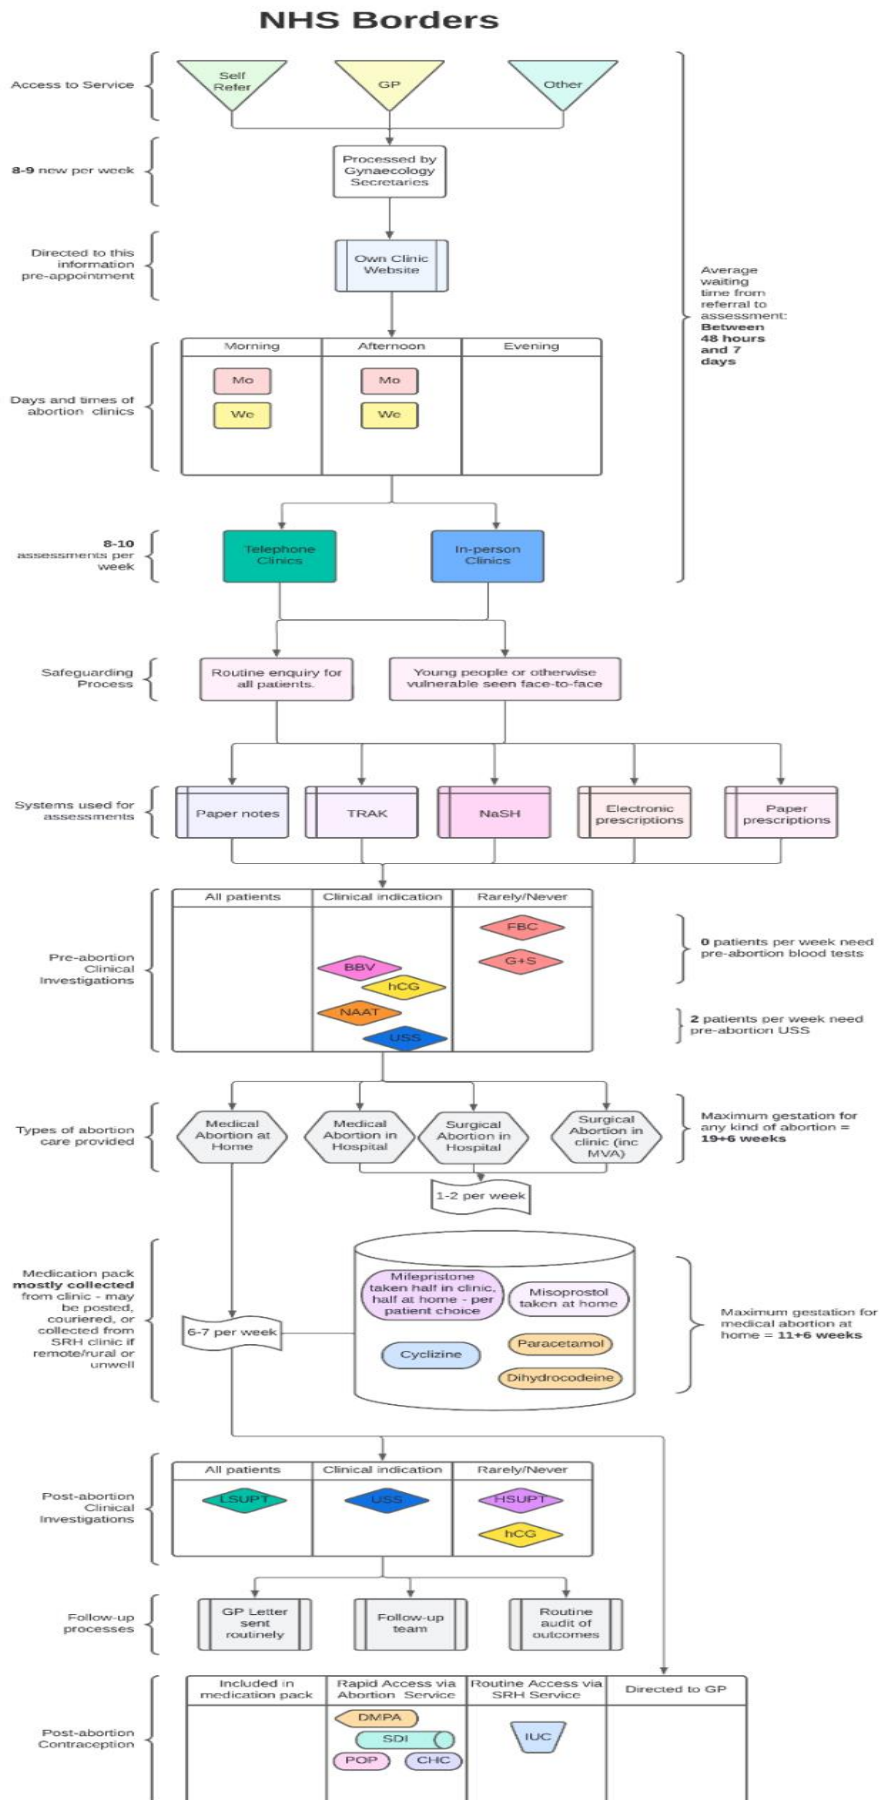 NHS Borders
Access to Service
Self
Refer
GP
Other
8-9 new per week
Processed by
Gynaecology
Secretaries
Directed to this
information
pre-appointment
Own Clinic
Website
Average
waiting
time from
referral to
assessment:
Between
48 hours
and 7
days
Days and times of
abortion clinics
Morning
Afternoon
Evening
Mo
Mo
We
We
8-10
assessments per
week
Telephone
Clinics
In-person
Clinics
Safeguarding
Process
Routine enquiry for
all patients.
Young people or otherwise
vulnerable seen face-to-face
Systems used for
assessments
Paper notes
TRAK
NaSH
Electronic
prescriptions
Paper
prescriptions
Pre-abortion
Clinical
Investigations
All patients
Clinical indication
Rarely/Never
FBC
G+S
BBV
hCG
NAAT
USS
0 patients per week need
pre-abortion blood tests
2 patients per week need
pre-abortion USS
Types of abortion
care provided
Medical
Abortion at
Home
Medical
Abortion in
Hospital
Surgical
Abortion in
Hospital
Surgical
Abortion in
clinic (inc
MVA)
Maximum gestation for
any kind of abortion =
19+6 weeks
1-2 per week
Medication pack
mostly collected
from clinic - may
be posted,
couriered, or
collected from
SRH clinic if
remote/rural or
unwell
6-7 per week
Mifepristone
taken half in clinic,
half at home - per
patient choice
Misoprostol
taken at home
Cyclizine
Paracetamol
Dihydrocodeine
Maximum gestation for
medical abortion at
home = 11+6 weeks
Post-abortion
Clinical
Investigations
All patients
Clinical indication
Rarely/Never
LSUPT
USS
HSUPT
hCG
Follow-up
processes
GP Letter
sent
routinely
Follow-up
team
Routine
audit of
outcomes
Post-abortion
Contraception
Included in
medication pack
Rapid Access via
Abortion Service
Routine Access via
SRH Service
Directed to GP
DMPA
SDI
POP
CHC
IUC